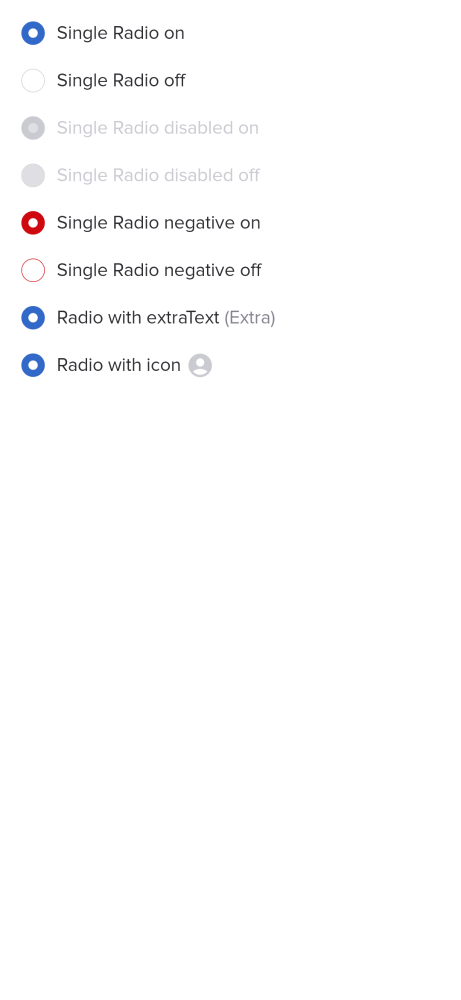 Single Radio on
Single Radio off
Single Radio disabled on
Single Radio disabled off
Single Radio negative on
Single Radio negative off
Radio with extraText (Extra)
Radio with icon